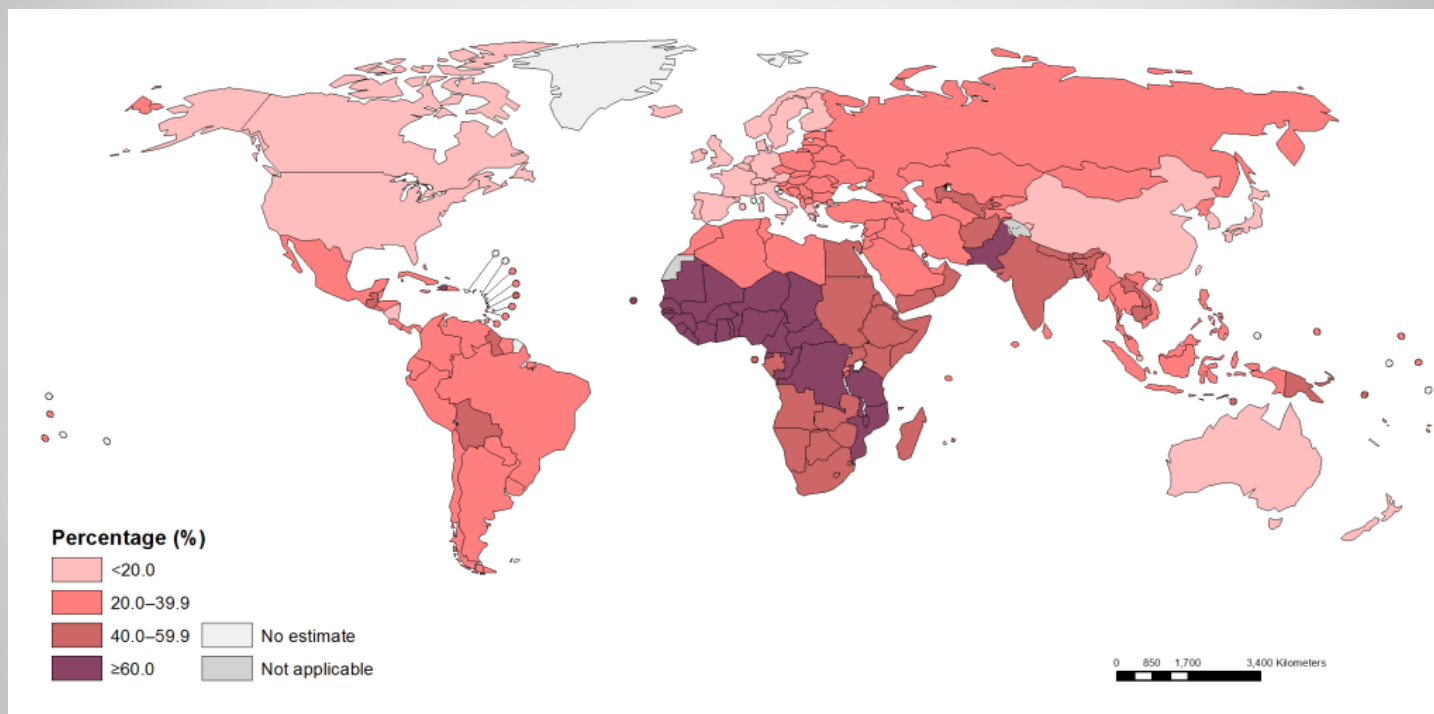 Percentage (%)
<20.0
20.0–39.9
40.0–59.9
≥60.0
No estimate
Not applicable
0 850 1,700 3,400 Kilometers